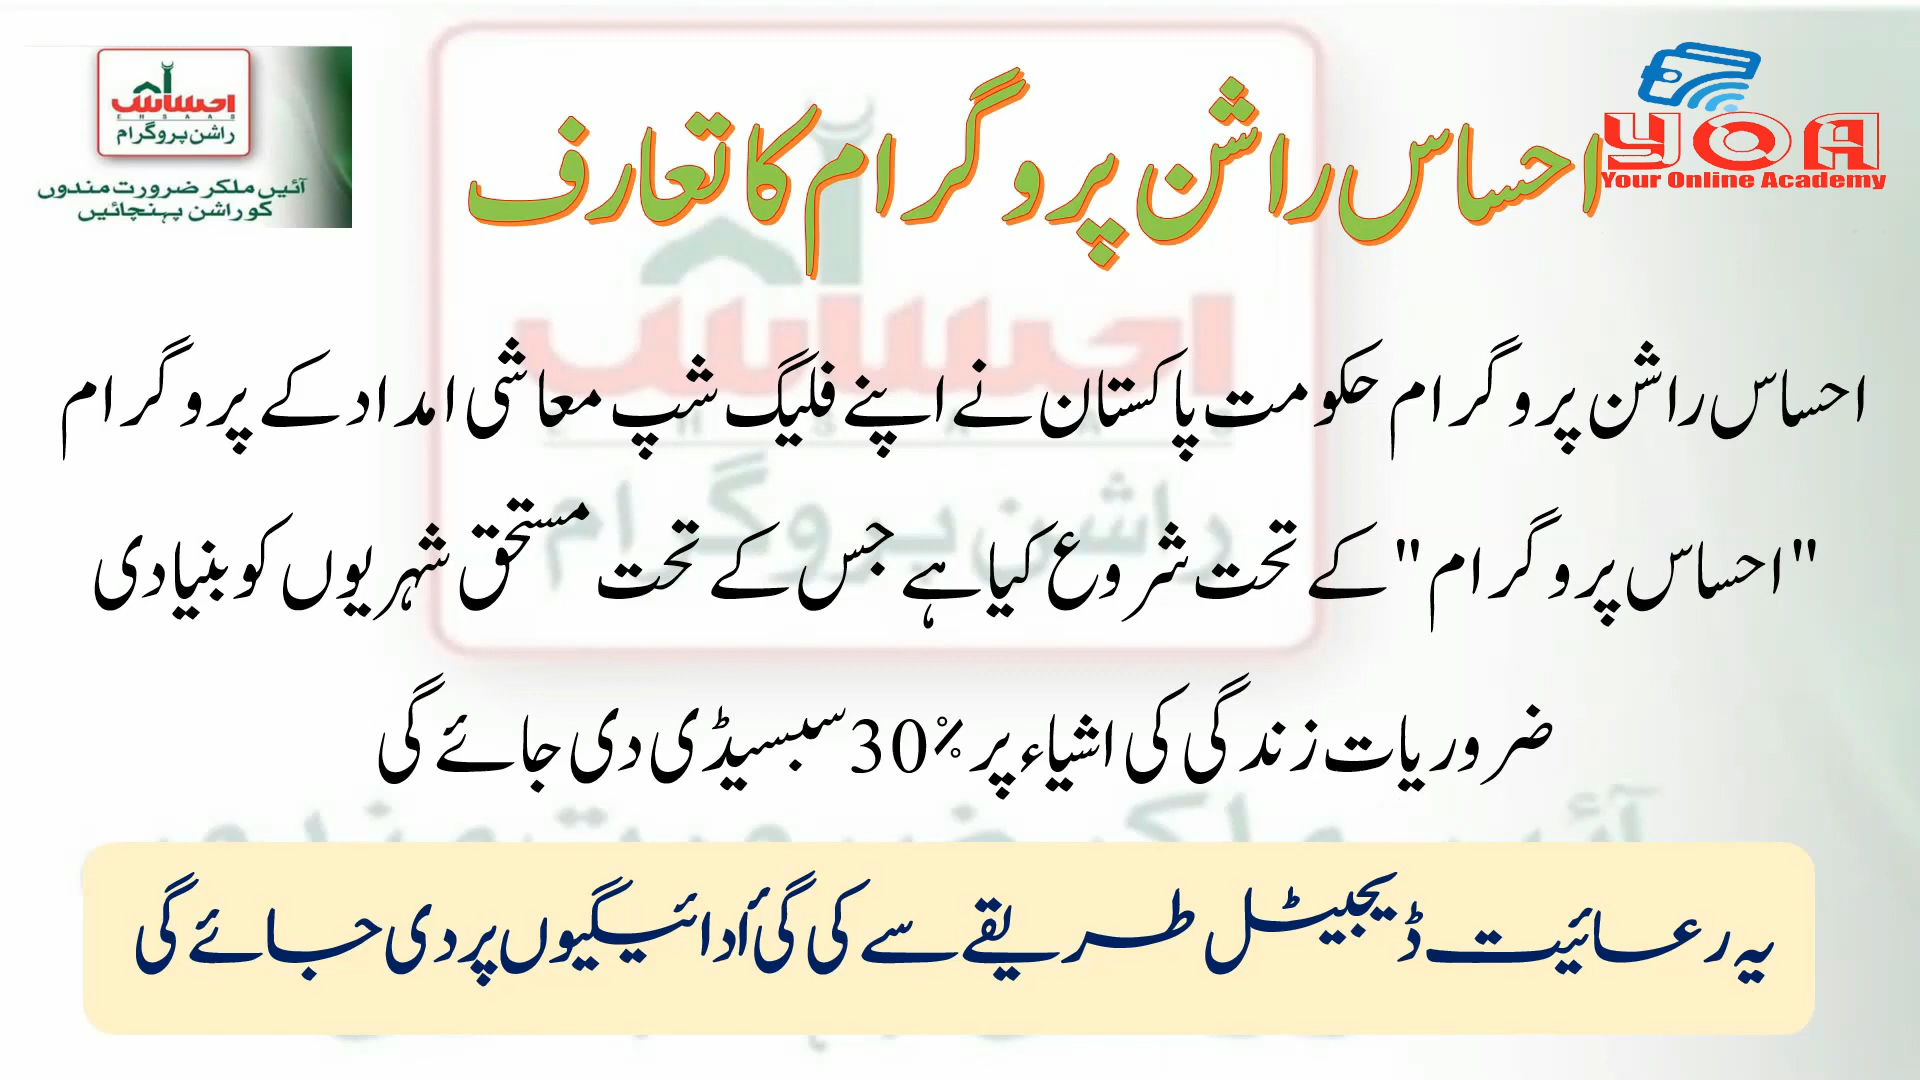 احساس
EHSAAS
راشن پروگرام
آئیں ملکر ضرورت مندوں
کو راشن پہنچائیں
YOA
Your Online Academy
احساس راشن پروگرام کا تعارف
احساس راشن پروگرام حکومت پاکستان نے اپنے فلیگ شپ معاشی امداد کے پروگرام
"احساس پروگرام" کے تحت شروع کیا ہے جس کے تحت مستحق شہریوں کو بنیادی
ضروریات زندگی کی اشیاء پر 30% سبسیڈی دی جائے گی
یہ رعائیت ڈیجیٹل طریقے سے کی گئ ادائیگیوں پر دی جائے گی